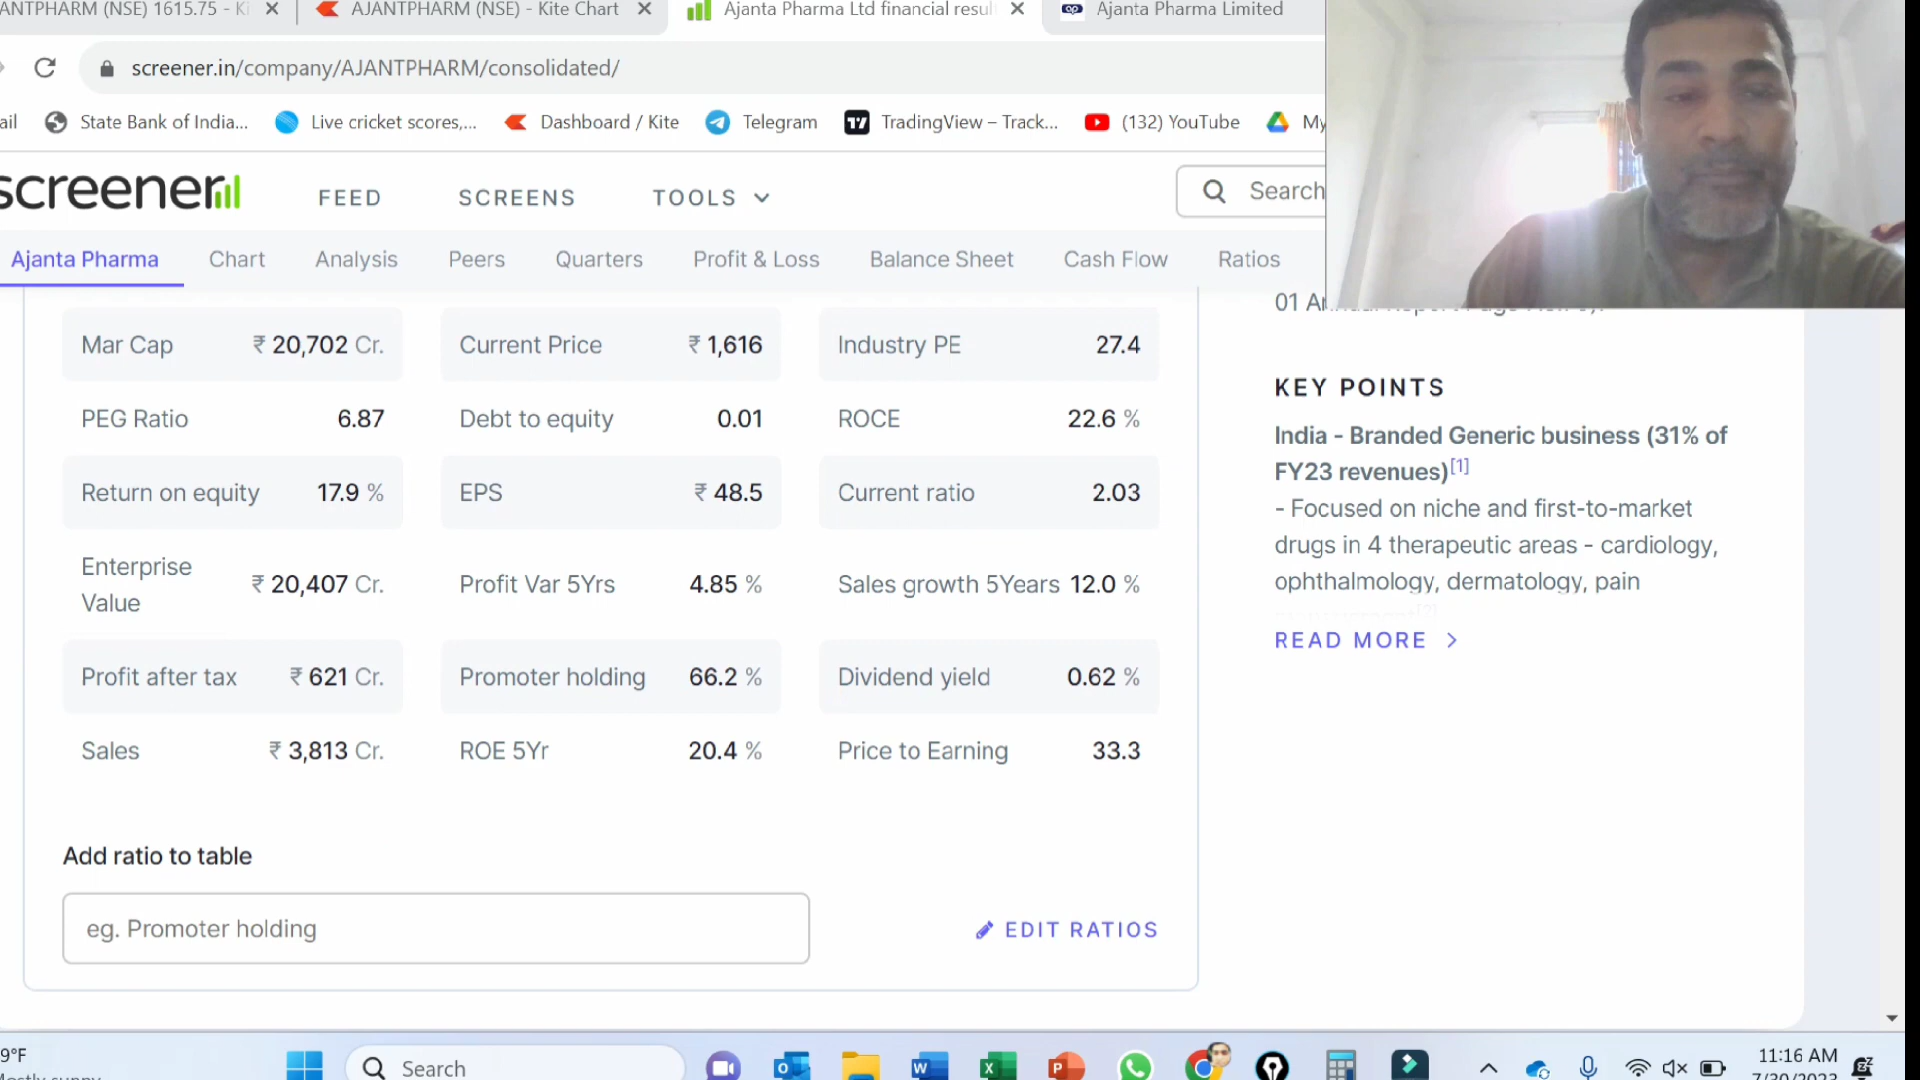 ANTPHARM (NSE) 1615.75 - Ki
AJANTPHARM (NSE) - Kite Chart
Ajanta Pharma Ltd financial resul
Ajanta Pharma Limited
screener.in/company/AJANTPHARM/consolidated/
ail
State Bank of India...
Live cricket scores,...
Dashboard / Kite
Telegram
TradingView – Track...
(132) YouTube
My
screener
FEED
SCREENS
TOOLS
Search
Ajanta Pharma
Chart
Analysis
Peers
Quarters
Profit & Loss
Balance Sheet
Cash Flow
Ratios
Mar Cap ₹ 20,702 Cr.
Current Price ₹ 1,616
Industry PE 27.4
PEG Ratio 6.87
Debt to equity 0.01
ROCE 22.6 %
Return on equity 17.9 %
EPS ₹ 48.5
Current ratio 2.03
Enterprise
Value ₹ 20,407 Cr.
Profit Var 5Yrs 4.85 %
Sales growth 5Years 12.0 %
Profit after tax ₹ 621 Cr.
Promoter holding 66.2 %
Dividend yield 0.62 %
Sales ₹ 3,813 Cr.
ROE 5Yr 20.4 %
Price to Earning 33.3
Add ratio to table
eg. Promoter holding
EDIT RATIOS
KEY POINTS
India - Branded Generic business (31% of
FY23 revenues)[1]
- Focused on niche and first-to-market
drugs in 4 therapeutic areas - cardiology,
ophthalmology, dermatology, pain
READ MORE
9°F
Search
11:16 AM